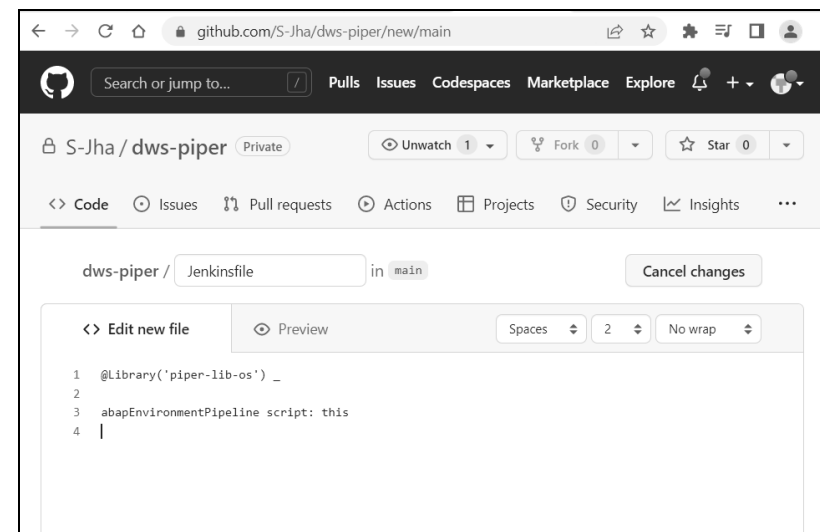 github.com/S-Jha/dws-piper/new/main
Search or jump to... / Pulls Issues Codespaces Marketplace Explore
S-Jha / dws-piper Private Unwatch 1 Fork 0 Star 0
<> Code Issues Pull requests Actions Projects Security Insights ...
dws-piper / Jenkinsfile in main Cancel changes
<> Edit new file Preview Spaces 2 No wrap
1 @Library('piper-lib-os') _
2
3 abapEnvironmentPipeline script: this
4